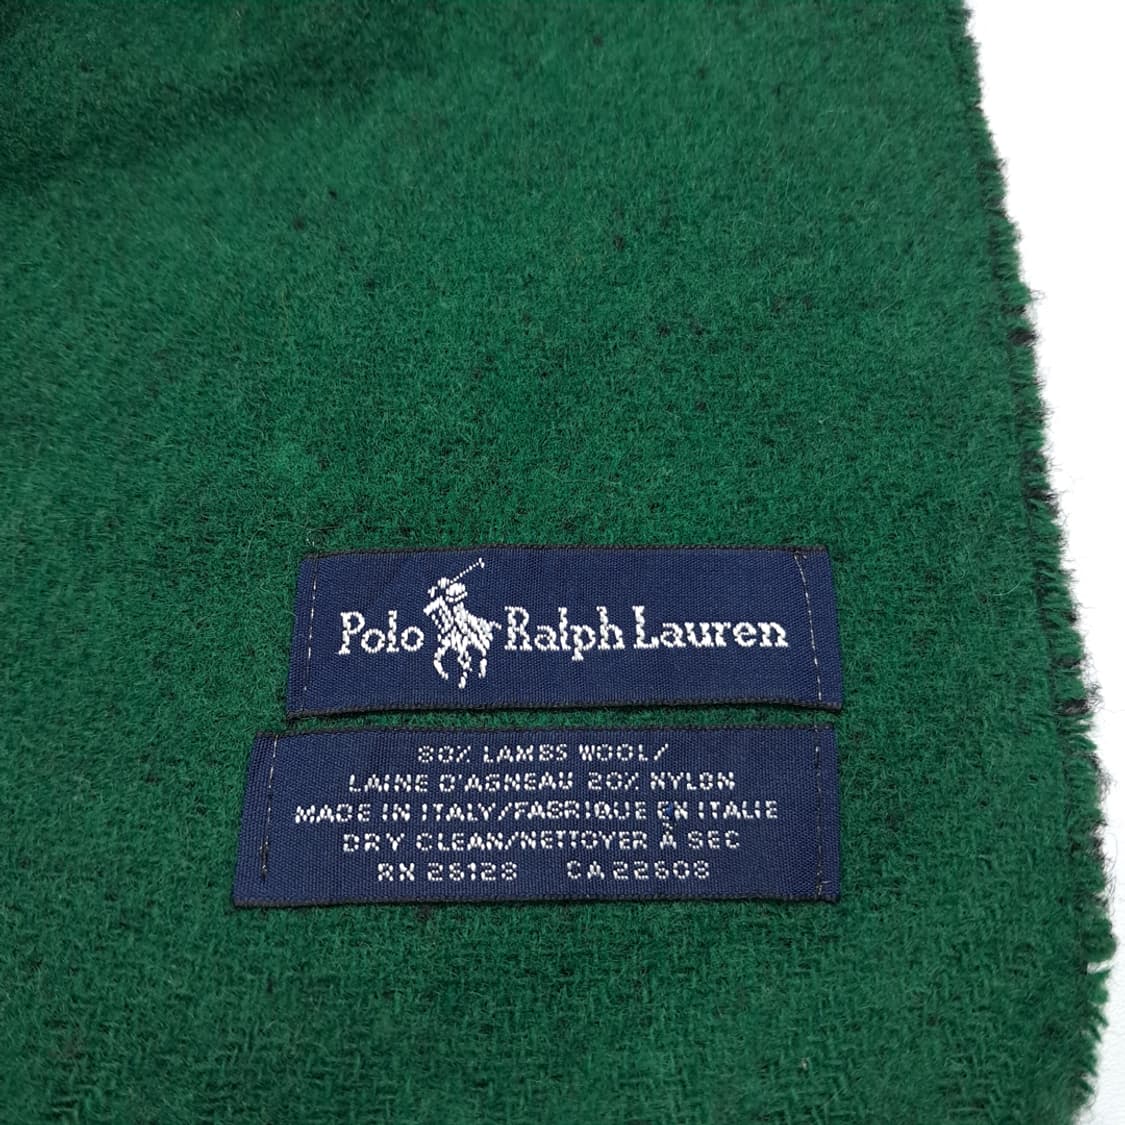 Polo Ralph Lauren
80% LAMBS WOOL/
LAINE D'AGNEAU 20% NYLON
MADE IN ITALY/FABRIQUE EN ITALIE
DRY CLEAN/NETTOYER À SEC
RN 28128 CA 22608